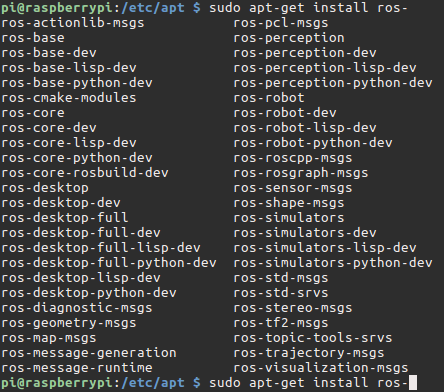 pi@raspberrypi:/etc/apt $ sudo apt-get install ros-
ros-actionlib-msgs ros-pcl-msgs
ros-base ros-perception
ros-base-dev ros-perception-dev
ros-base-lisp-dev ros-perception-lisp-dev
ros-base-python-dev ros-perception-python-dev
ros-cmake-modules ros-robot
ros-core ros-robot-dev
ros-core-dev ros-robot-lisp-dev
ros-core-lisp-dev ros-robot-python-dev
ros-core-python-dev ros-roscpp-msgs
ros-core-rosbuild-dev ros-rosgraph-msgs
ros-desktop ros-sensor-msgs
ros-desktop-dev ros-shape-msgs
ros-desktop-full ros-simulators
ros-desktop-full-dev ros-simulators-dev
ros-desktop-full-lisp-dev ros-simulators-lisp-dev
ros-desktop-full-python-dev ros-simulators-python-dev
ros-desktop-lisp-dev ros-std-msgs
ros-desktop-python-dev ros-std-srvs
ros-diagnostic-msgs ros-stereo-msgs
ros-geometry-msgs ros-tf2-msgs
ros-map-msgs ros-topic-tools-srvs
ros-message-generation ros-trajectory-msgs
ros-message-runtime ros-visualization-msgs
pi@raspberrypi:/etc/apt $ sudo apt-get install ros-